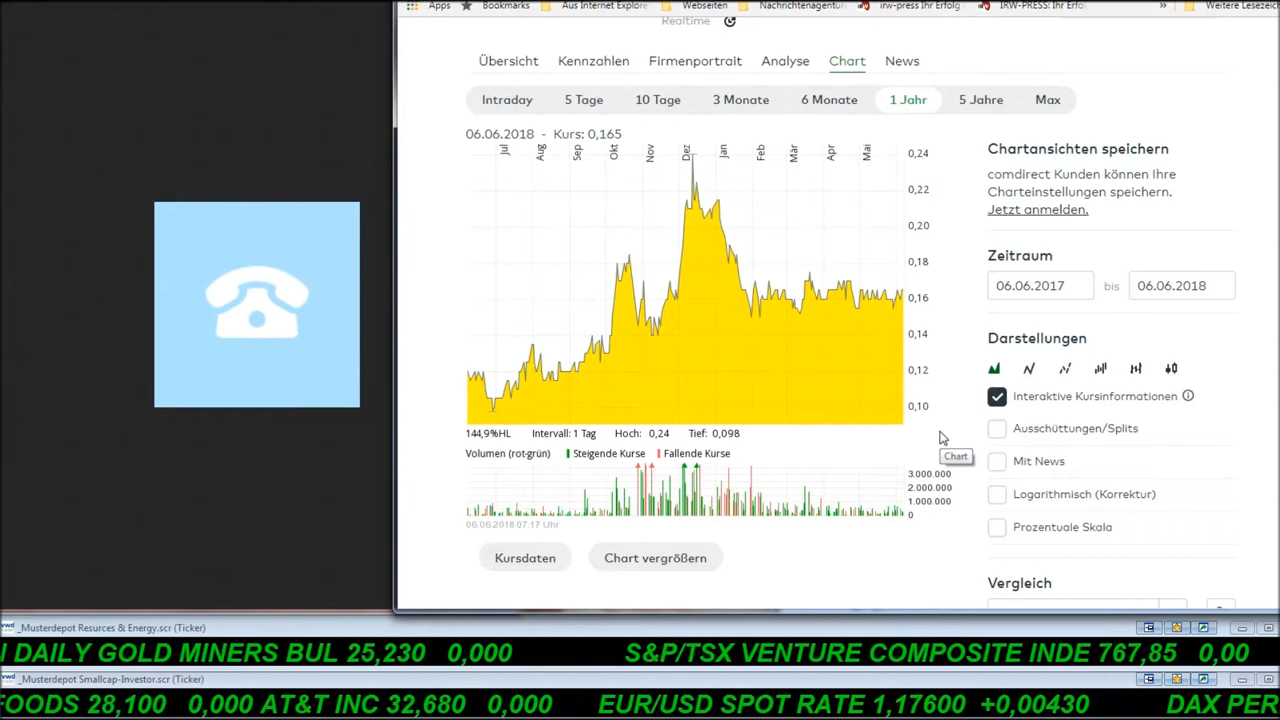 Apps Bookmarks Aus Internet Explore Webseiten Nachrichtenagentu irw-press Ihr Erfolg IRW-PRESS: Ihr Erfol » Weitere Lesezeich
Realtime
Übersicht Kennzahlen Firmenportrait Analyse Chart News
Intraday 5 Tage 10 Tage 3 Monate 6 Monate 1 Jahr 5 Jahre Max
06.06.2018 - Kurs: 0,165
Jul Aug Sep Okt Nov Dez Jan Feb Mär Apr Mai
0,24
0,22
0,20
0,18
0,16
0,14
0,12
0,10
144,9%HL Intervall: 1 Tag Hoch: 0,24 Tief: 0,098
Volumen (rot-grün) Steigende Kurse Fallende Kurse
3.000.000
2.000.000
1.000.000
0
06.06.2018 07:17 Uhr
Kursdaten Chart vergrößern
Chart
Chartansichten speichern
comdirect Kunden können Ihre
Charteinstellungen speichern.
Jetzt anmelden.
Zeitraum
06.06.2017 bis 06.06.2018
Darstellungen
Interaktive Kursinformationen
Ausschüttungen/Splits
Mit News
Logarithmisch (Korrektur)
Prozentuale Skala
Vergleich
vwd _Musterdepot Resurces & Energy.scr (Ticker)
N DAILY GOLD MINERS BUL 25,230 0,000 S&P/TSX VENTURE COMPOSITE INDE 767,85 0,00
vwd _Musterdepot Smallcap-Investor.scr (Ticker)
FOODS 28,100 0,000 AT&T INC 32,680 0,000 EUR/USD SPOT RATE 1,17600 +0,00430 DAX PER